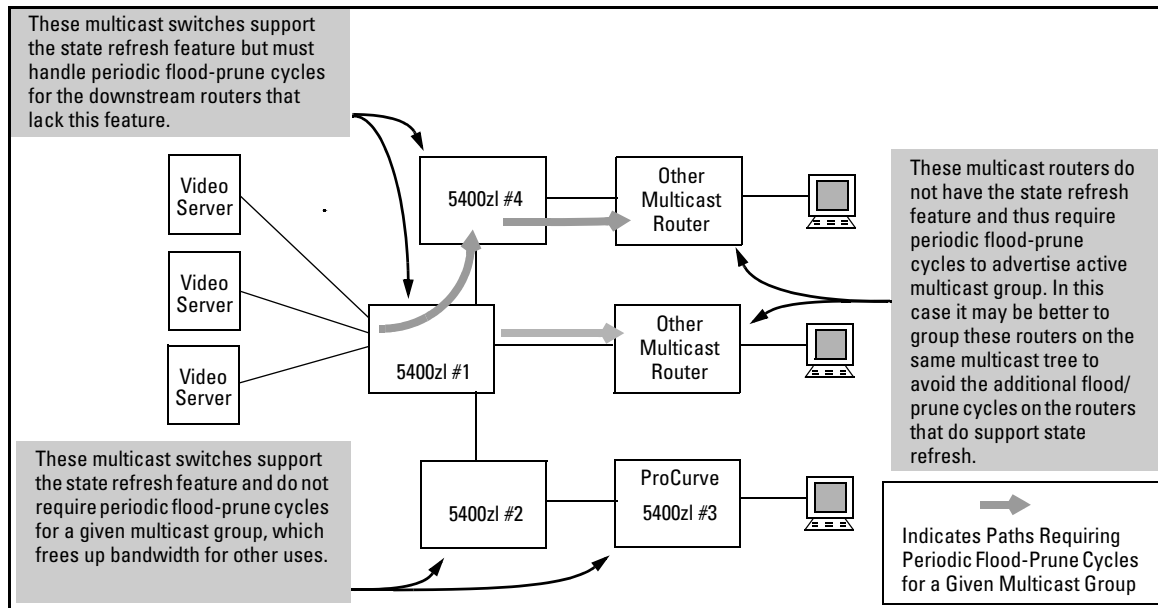 These multicast switches support
the state refresh feature but must
handle periodic flood-prune cycles
for the downstream routers that
lack this feature.
Video
Server
Video
Server
Video
Server
5400zl #4
Other
Multicast
Router
5400zl #1
Other
Multicast
Router
5400zl #2
ProCurve
5400zl #3
These multicast routers do
not have the state refresh
feature and thus require
periodic flood-prune
cycles to advertise active
multicast group. In this
case it may be better to
group these routers on the
same multicast tree to
avoid the additional flood/
prune cycles on the routers
that do support state
refresh.
These multicast switches support
the state refresh feature and do not
require periodic flood-prune cycles
for a given multicast group, which
frees up bandwidth for other uses.
Indicates Paths Requiring
Periodic Flood-Prune Cycles
for a Given Multicast Group